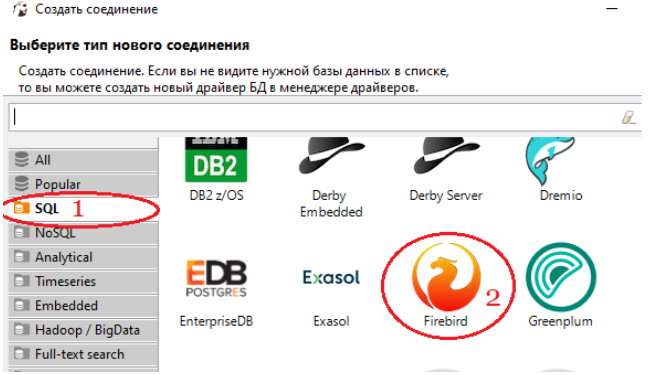 Создать соединение
Выберите тип нового соединения
Создать соединение. Если вы не видите нужной базы данных в списке,
то вы можете создать новый драйвер БД в менеджере драйверов.
All
Popular
SQL 1
NoSQL
Analytical
Timeseries
Embedded
Hadoop / BigData
Full-text search
DB2
DB2 z/OS
Derby
Embedded
Derby Server
Dremio
EDB
POSTGRES
EnterpriseDB
Exasol
Exasol
2
Firebird
Greenplum